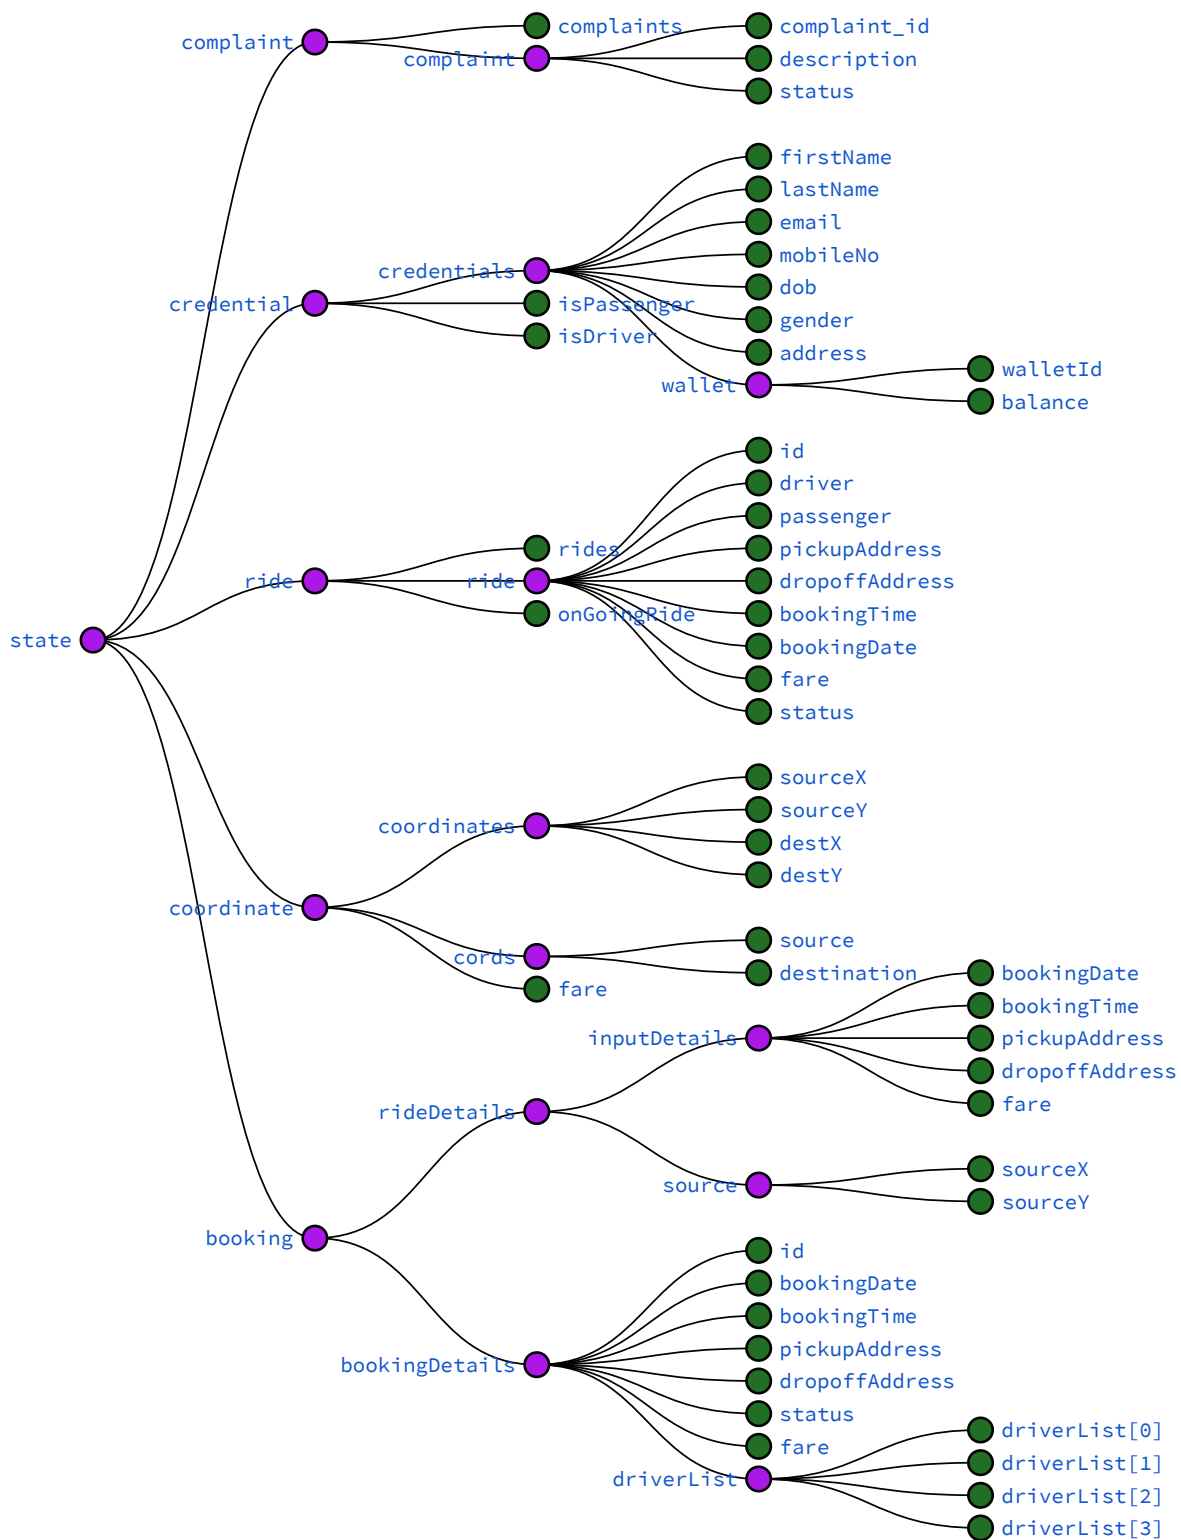 complaints
complaint_id
complaint
complaint
description
status
firstName
lastName
email
mobileNo
credentials
dob
credential
isPassenger
gender
isDriver
address
wallet
walletId
balance
id
driver
passenger
rides
pickupAddress
ride
ride
dropoffAddress
onGoingRide
bookingTime
state
bookingDate
fare
status
sourceX
sourceY
coordinates
destX
destY
coordinate
source
cords
destination
bookingDate
fare
bookingTime
inputDetails
pickupAddress
dropoffAddress
rideDetails
fare
sourceX
source
sourceY
booking
id
bookingDate
bookingTime
pickupAddress
bookingDetails
dropoffAddress
status
driverList[0]
fare
driverList[1]
driverList
driverList[2]
driverList[3]